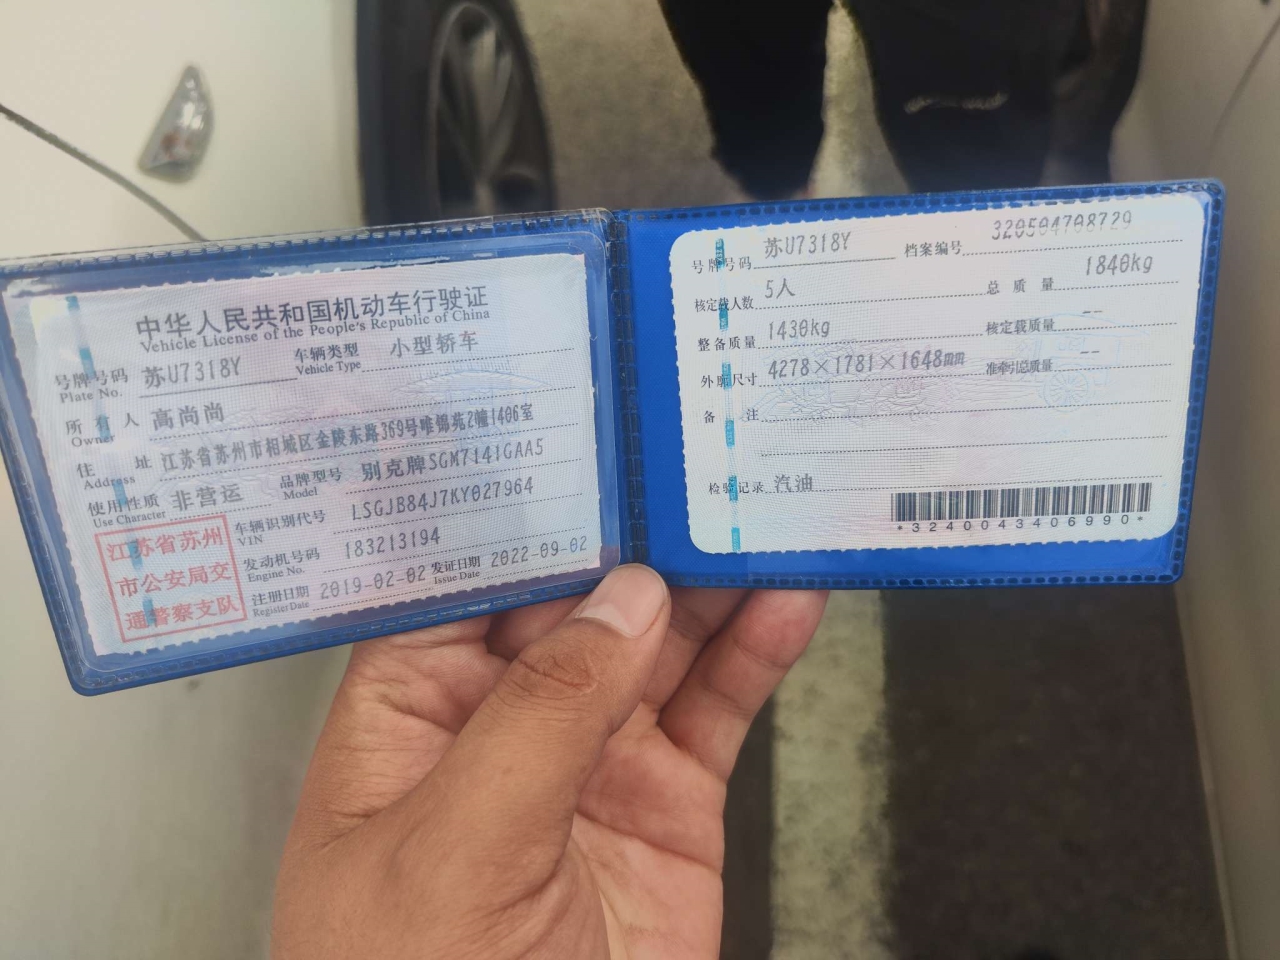 中华人民共和国机动车行驶证
Vehicle License of the People's Republic of China
号牌号码 苏U7318Y 车辆类型 小型轿车
Plate No. Vehicle Type
所有人 高尚尚
Owner
住址 江苏省苏州市相城区金陵东路369号唯锦苑2幢1406室
Address
使用性质 非营运 品牌型号 别克牌SGM7141GAA5
Use Character Model
车辆识别代号 LSGJB84J7KY027964
VIN
发动机号码 183213194
Engine No.
注册日期 2019-02-02 发证日期 2022-09-02
Register Date Issue Date
江苏省苏州
市公安局交
通警察支队
号牌号码 苏U7318Y 档案编号 320504708729
核定载人数 5人 总质量 1840kg
整备质量 1430kg 核定载质量 --
外廓尺寸 4278×1781×1648mm 准牵引总质量 --
备注
检验记录 汽油
*3240043406990*